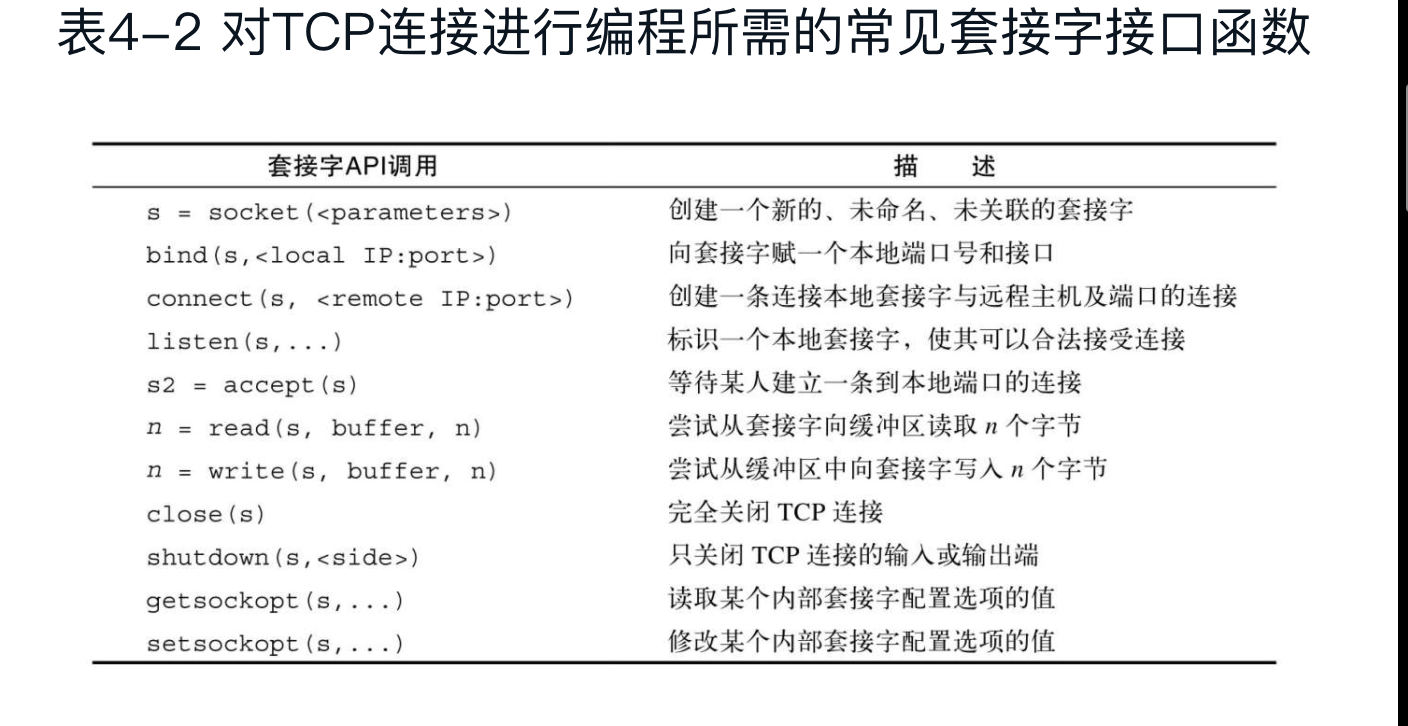 表4-2 对TCP连接进行编程所需的常见套接字接口函数
套接字API调用 描 述
s = socket(<parameters>) 创建一个新的、未命名、未关联的套接字
bind(s,<local IP:port>) 向套接字赋一个本地端口号和接口
connect(s, <remote IP:port>) 创建一条连接本地套接字与远程主机及端口的连接
listen(s,...) 标识一个本地套接字，使其可以合法接受连接
s2 = accept(s) 等待某人建立一条到本地端口的连接
n = read(s, buffer, n) 尝试从套接字向缓冲区读取 n 个字节
n = write(s, buffer, n) 尝试从缓冲区中向套接字写入 n 个字节
close(s) 完全关闭 TCP 连接
shutdown(s,<side>) 只关闭 TCP 连接的输入或输出端
getsockopt(s,...) 读取某个内部套接字配置选项的值
setsockopt(s,...) 修改某个内部套接字配置选项的值